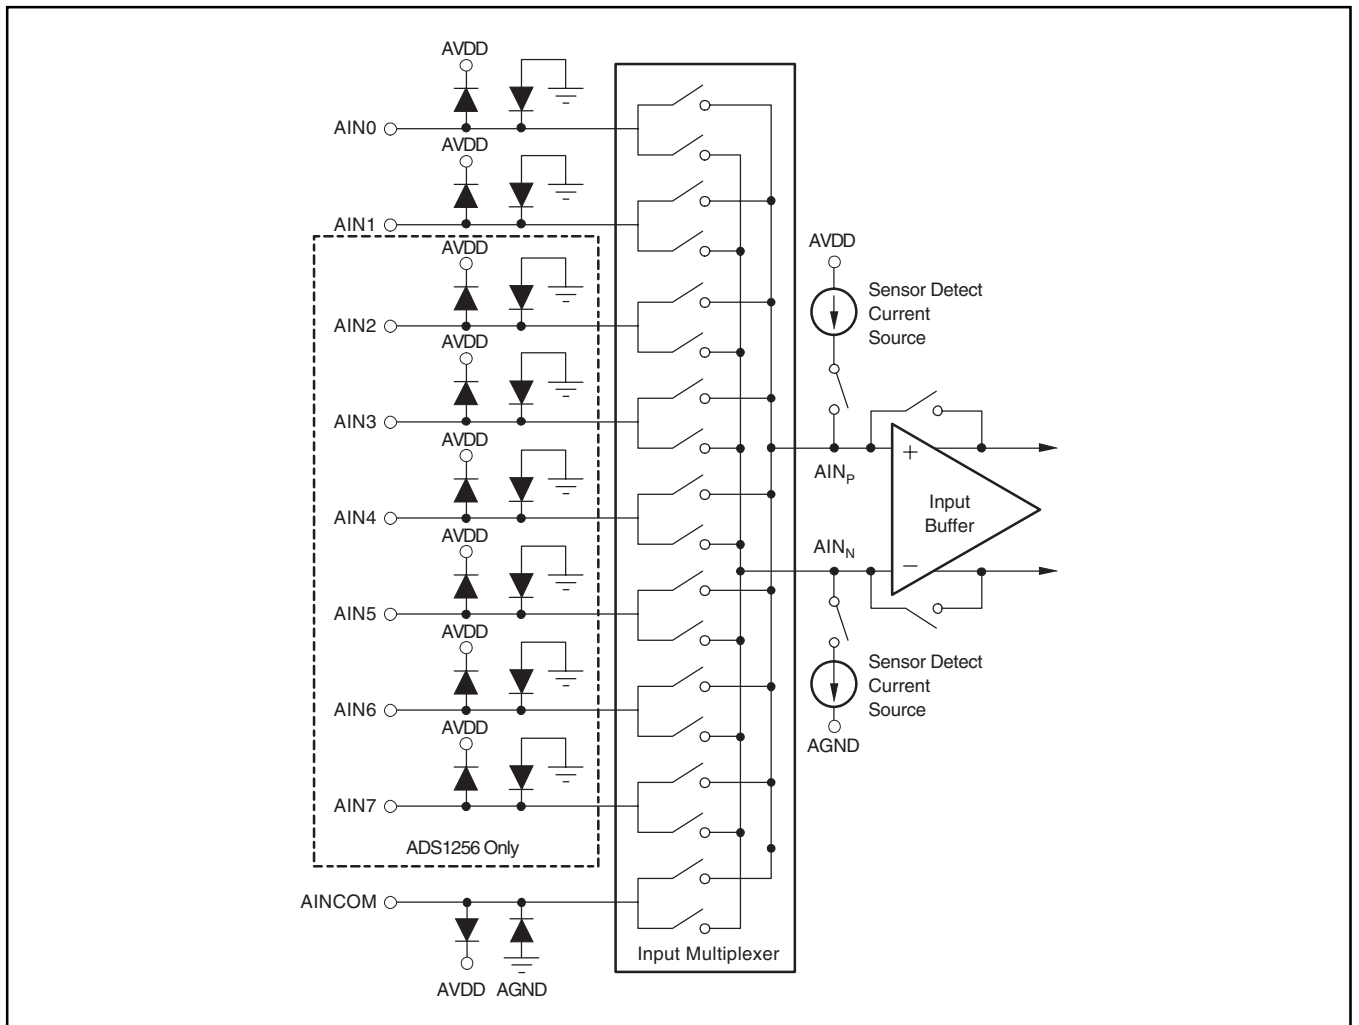 AVDD
AIN0
AVDD
AIN1
AVDD
AIN2
AVDD
AIN3
AVDD
AIN4
AVDD
AIN5
AVDD
AIN6
AVDD
AIN7
ADS1256 Only
AINCOM
AVDD AGND
Input Multiplexer
AVDD
Sensor Detect
Current
Source
AINP
+
Input
Buffer
AINN
−
Sensor Detect
Current
Source
AGND